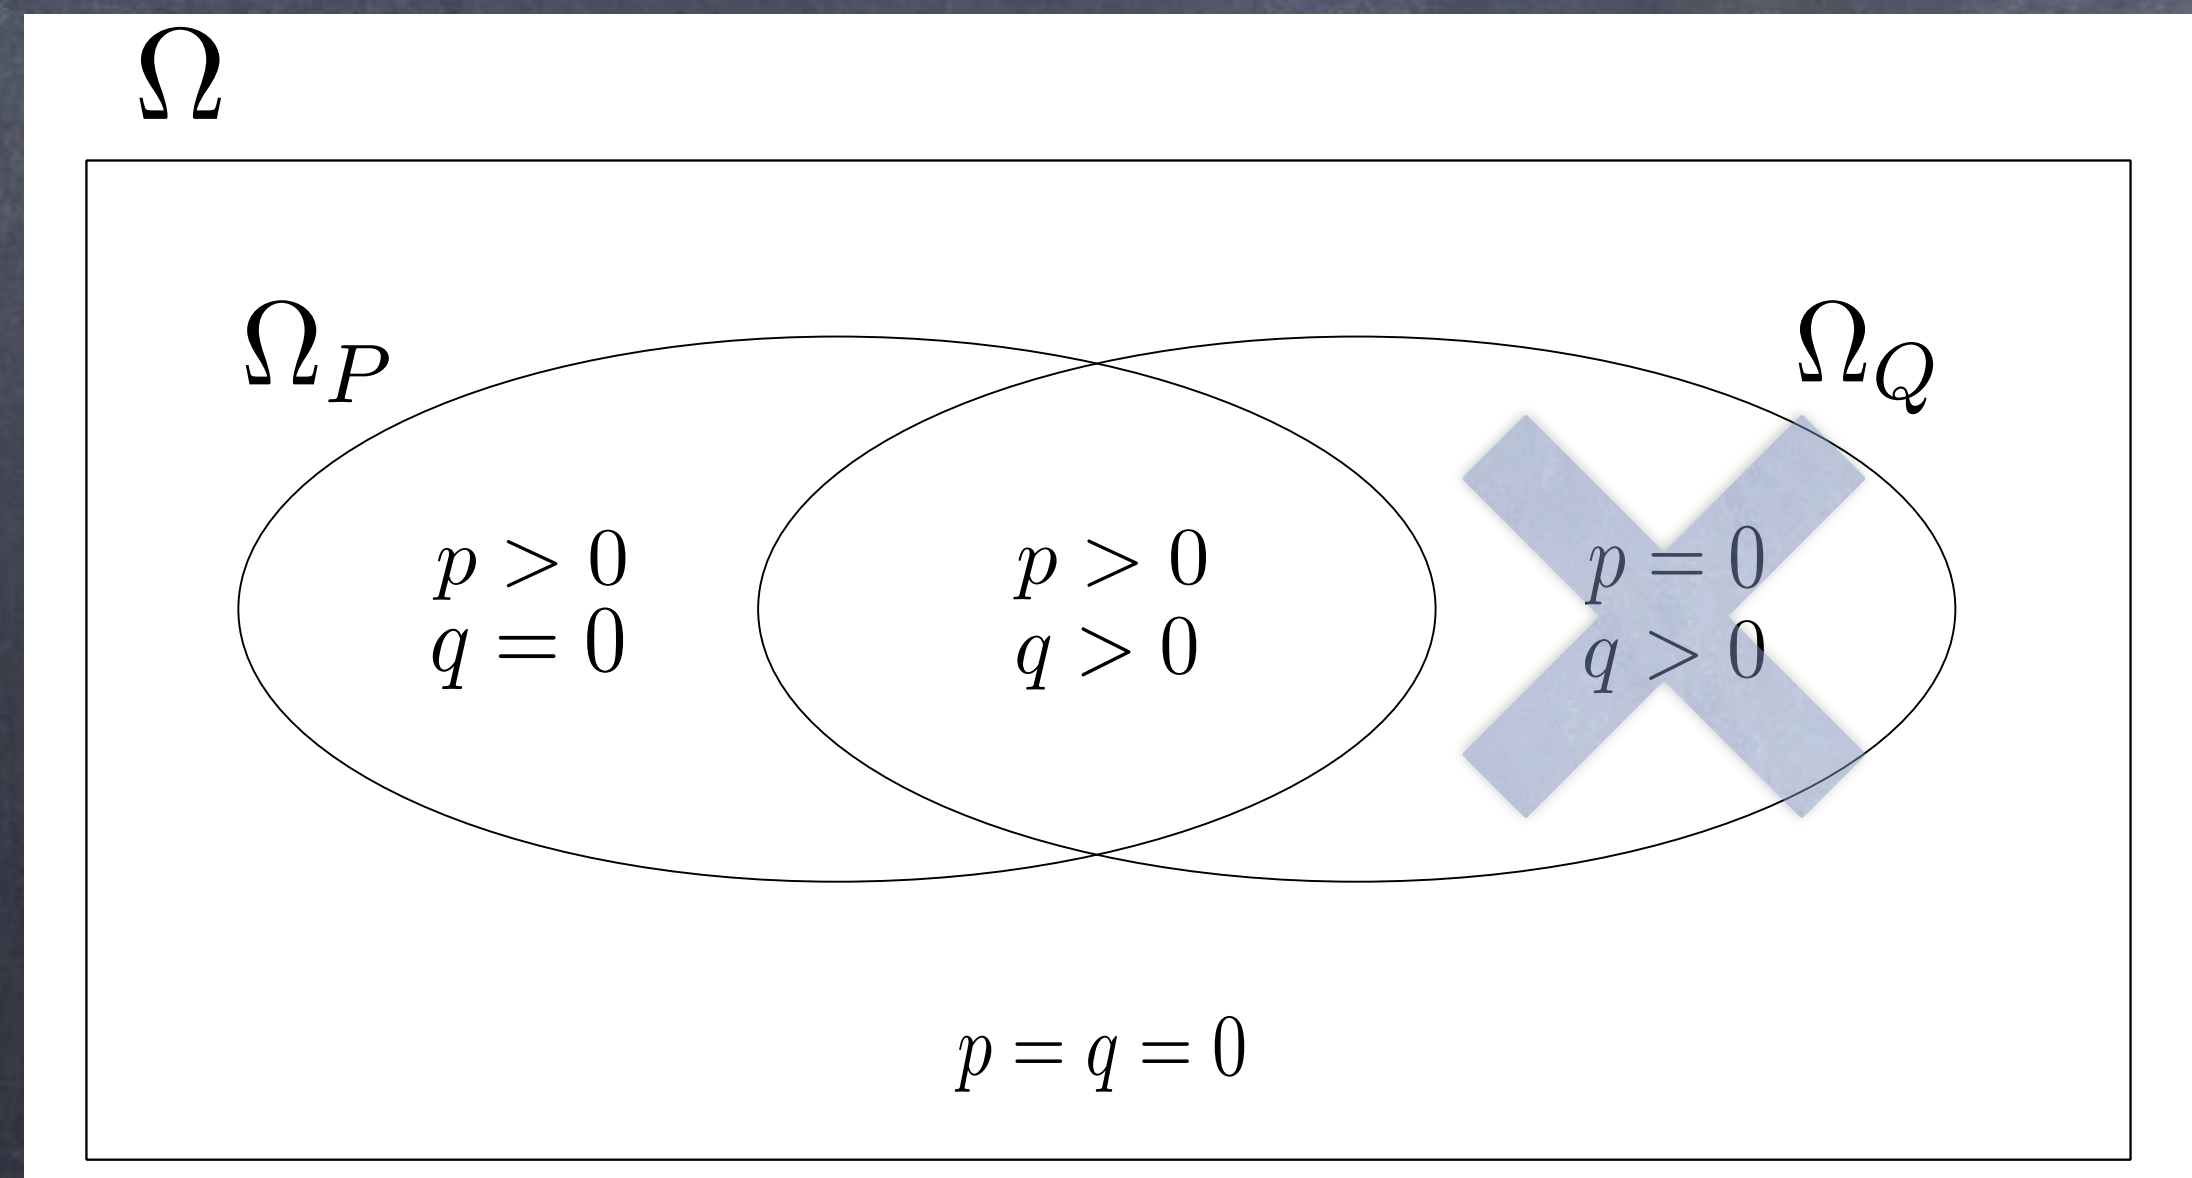 Ω
Ω_P
Ω_Q
p > 0
q = 0
p > 0
q > 0
p = 0
q > 0
p = q = 0